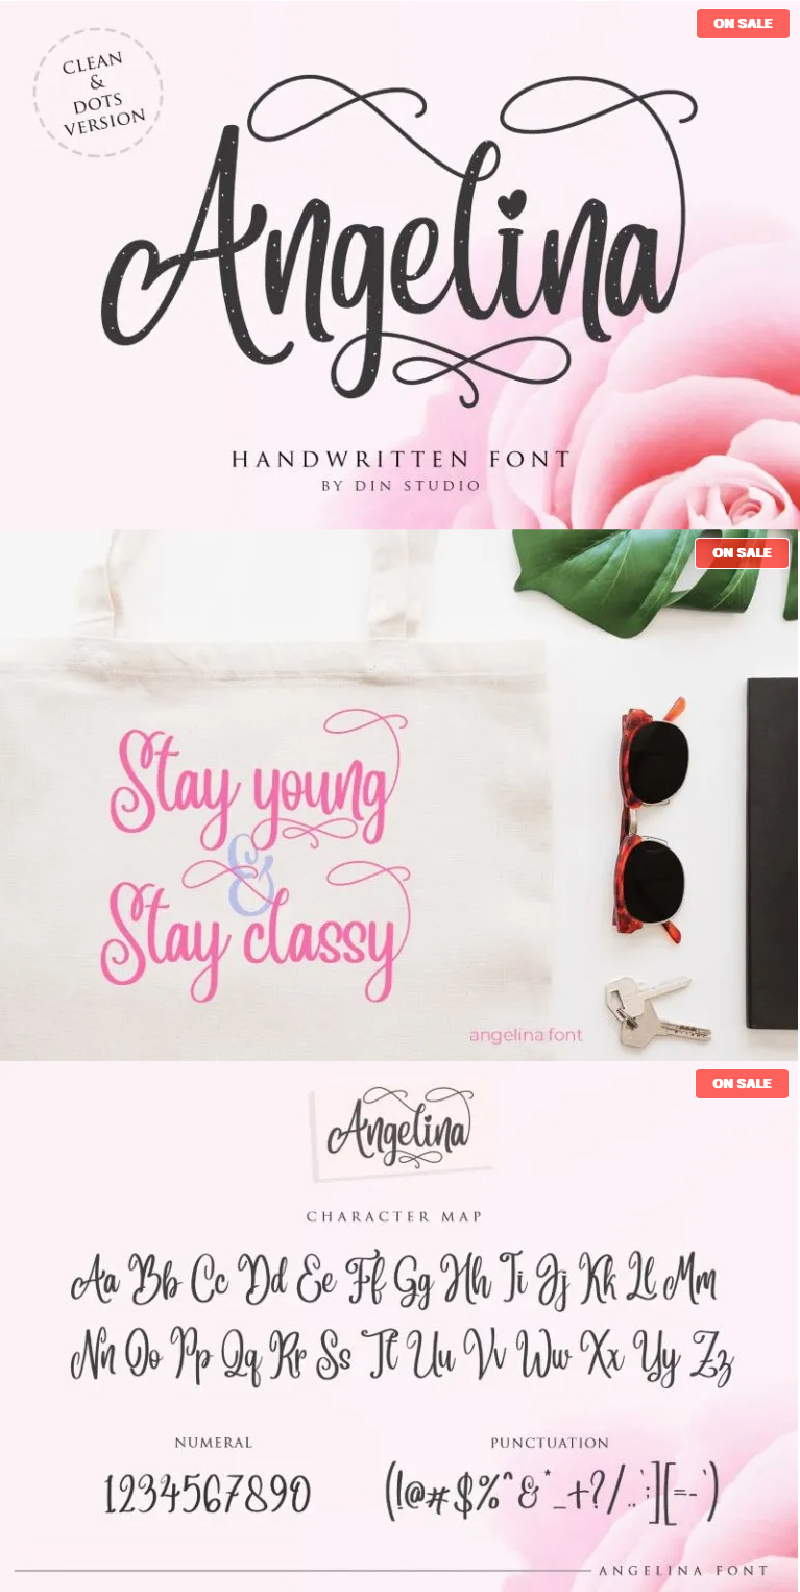 ON SALE
CLEAN
&
DOTS
VERSION
Angelina
HANDWRITTEN FONT
BY DIN STUDIO
ON SALE
Stay young
&
Stay classy
angelina font
ON SALE
Angelina
CHARACTER MAP
Aa Bb Cc Dd Ee Ff Gg Hh Ii Jj Kk Ll Mm
Nn Oo Pp Qq Rr Ss Tt Uu Vv Ww Xx Yy Zz
NUMERAL
PUNCTUATION
1234567890
(!@#$%^&*_+?/.,:;][=-`)
ANGELINA FONT